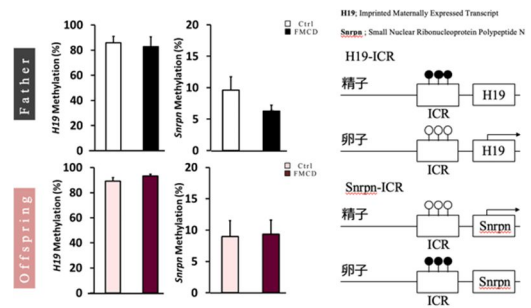 Father
H19 Methylation (%)
100
80
60
40
20
0
Snrpn Methylation (%)
20
15
10
5
0
Ctrl
FMCD
Offspring
H19 Methylation (%)
100
80
60
40
20
0
Snrpn Methylation (%)
20
15
10
5
0
Ctrl
FMCD
H19; Imprinted Maternally Expressed Transcript
Snrpn ; Small Nuclear Ribonucleoprotein Polypeptide N
H19-ICR
精子
ICR
H19
卵子
ICR
H19
Snrpn-ICR
精子
ICR
Snrpn
卵子
ICR
Snrpn